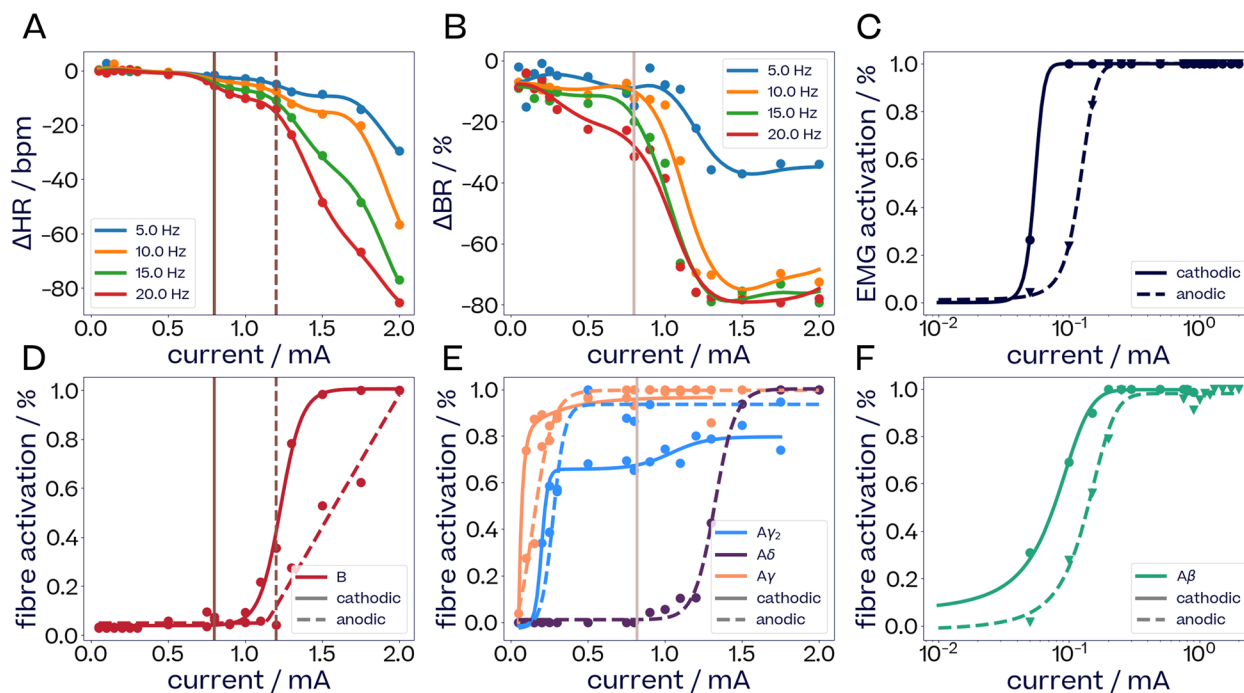 A
ΔHR / bpm
0
-20
-40
-60
-80
5.0 Hz
10.0 Hz
15.0 Hz
20.0 Hz
0.0 0.5 1.0 1.5 2.0
current / mA
B
ΔBR / %
0
-20
-40
-60
-80
5.0 Hz
10.0 Hz
15.0 Hz
20.0 Hz
0.0 0.5 1.0 1.5 2.0
current / mA
C
EMG activation / %
1.0
0.8
0.6
0.4
0.2
0.0
cathodic
anodic
10⁻² 10⁻¹ 10⁰
current / mA
D
fibre activation / %
1.0
0.8
0.6
0.4
0.2
0.0
B
cathodic
anodic
0.0 0.5 1.0 1.5 2.0
current / mA
E
fibre activation / %
1.0
0.8
0.6
0.4
0.2
0.0
Aγ₂
Aδ
Aγ
cathodic
anodic
0.0 0.5 1.0 1.5 2.0
current / mA
F
fibre activation / %
1.0
0.8
0.6
0.4
0.2
0.0
Aβ
cathodic
anodic
10⁻² 10⁻¹ 10⁰
current / mA